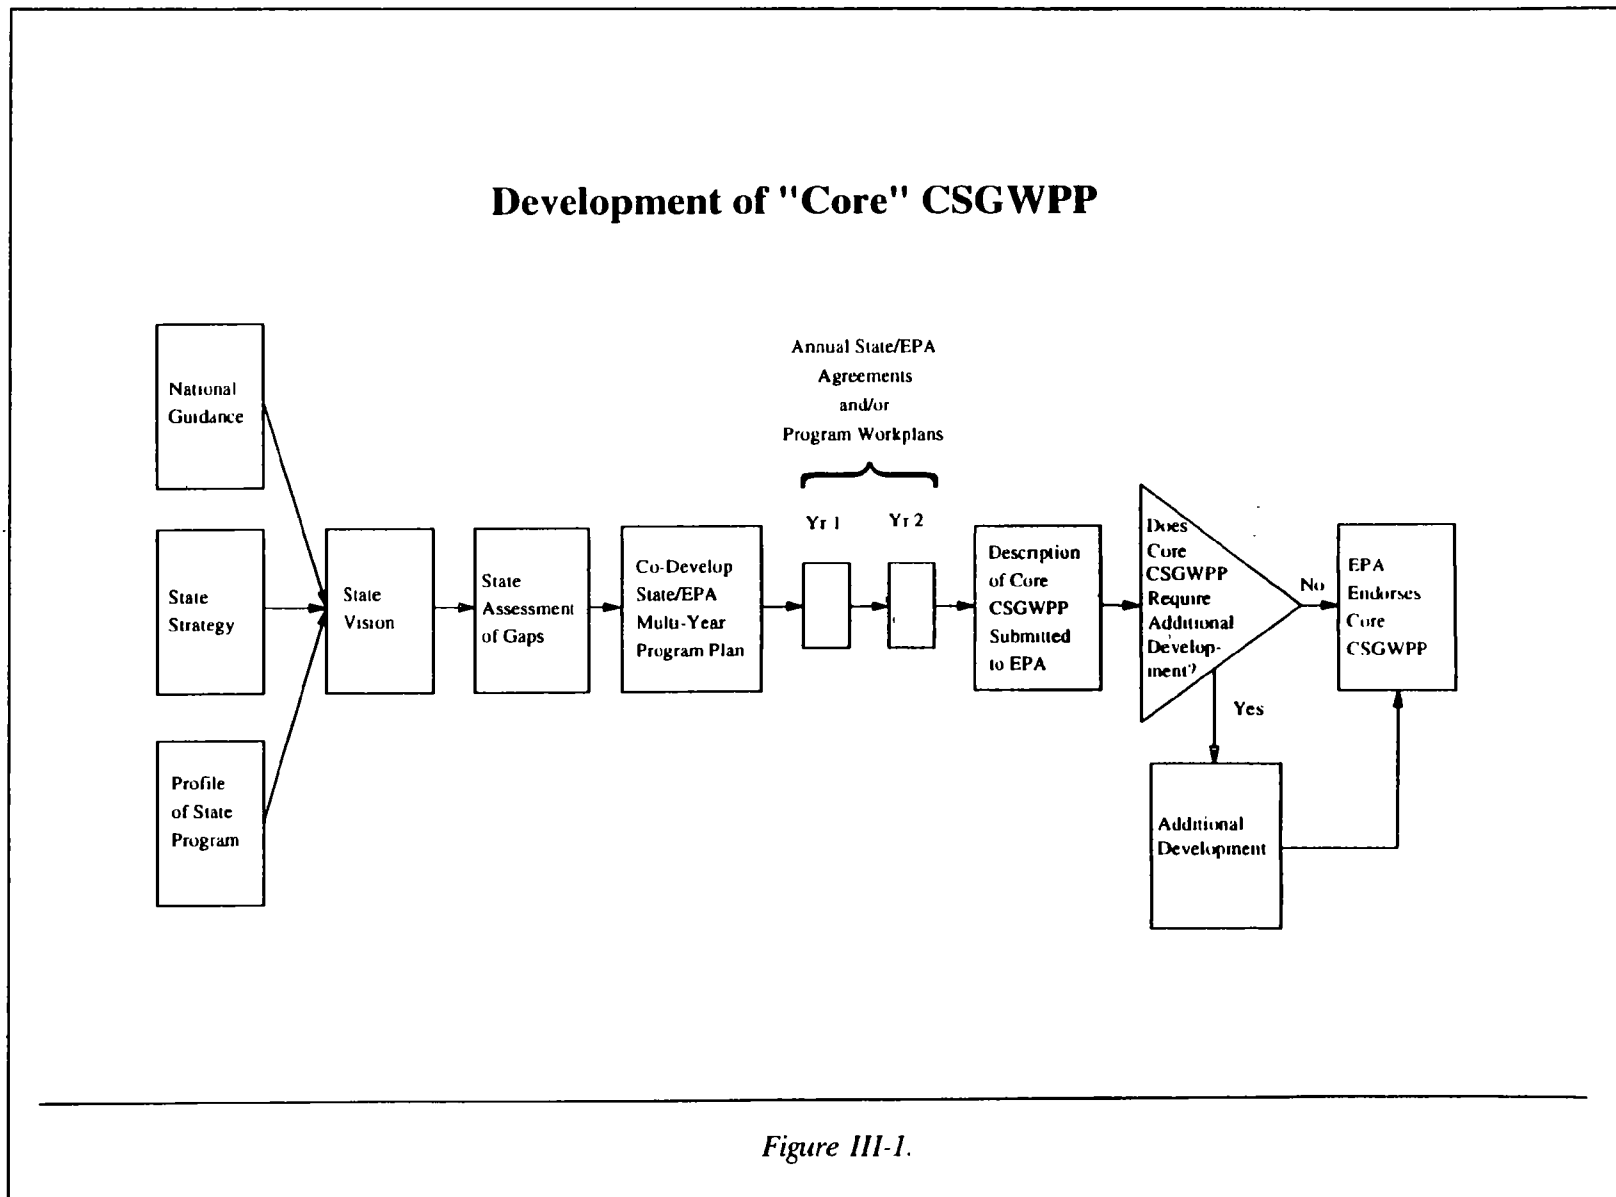 Development of "Core" CSGWPP
National
Guidance
State
Strategy
Profile
of State
Program
State
Vision
State
Assessment
of Gaps
Co-Develop
State/EPA
Multi-Year
Program Plan
Annual State/EPA
Agreements
and/or
Program Workplans
Yr 1
Yr 2
Description
of Core
CSGWPP
Submitted
to EPA
Does
Core
CSGWPP
Require
Additional
Develop-
ment?
No
Yes
Additional
Development
EPA
Endorses
Core
CSGWPP
Figure III-1.